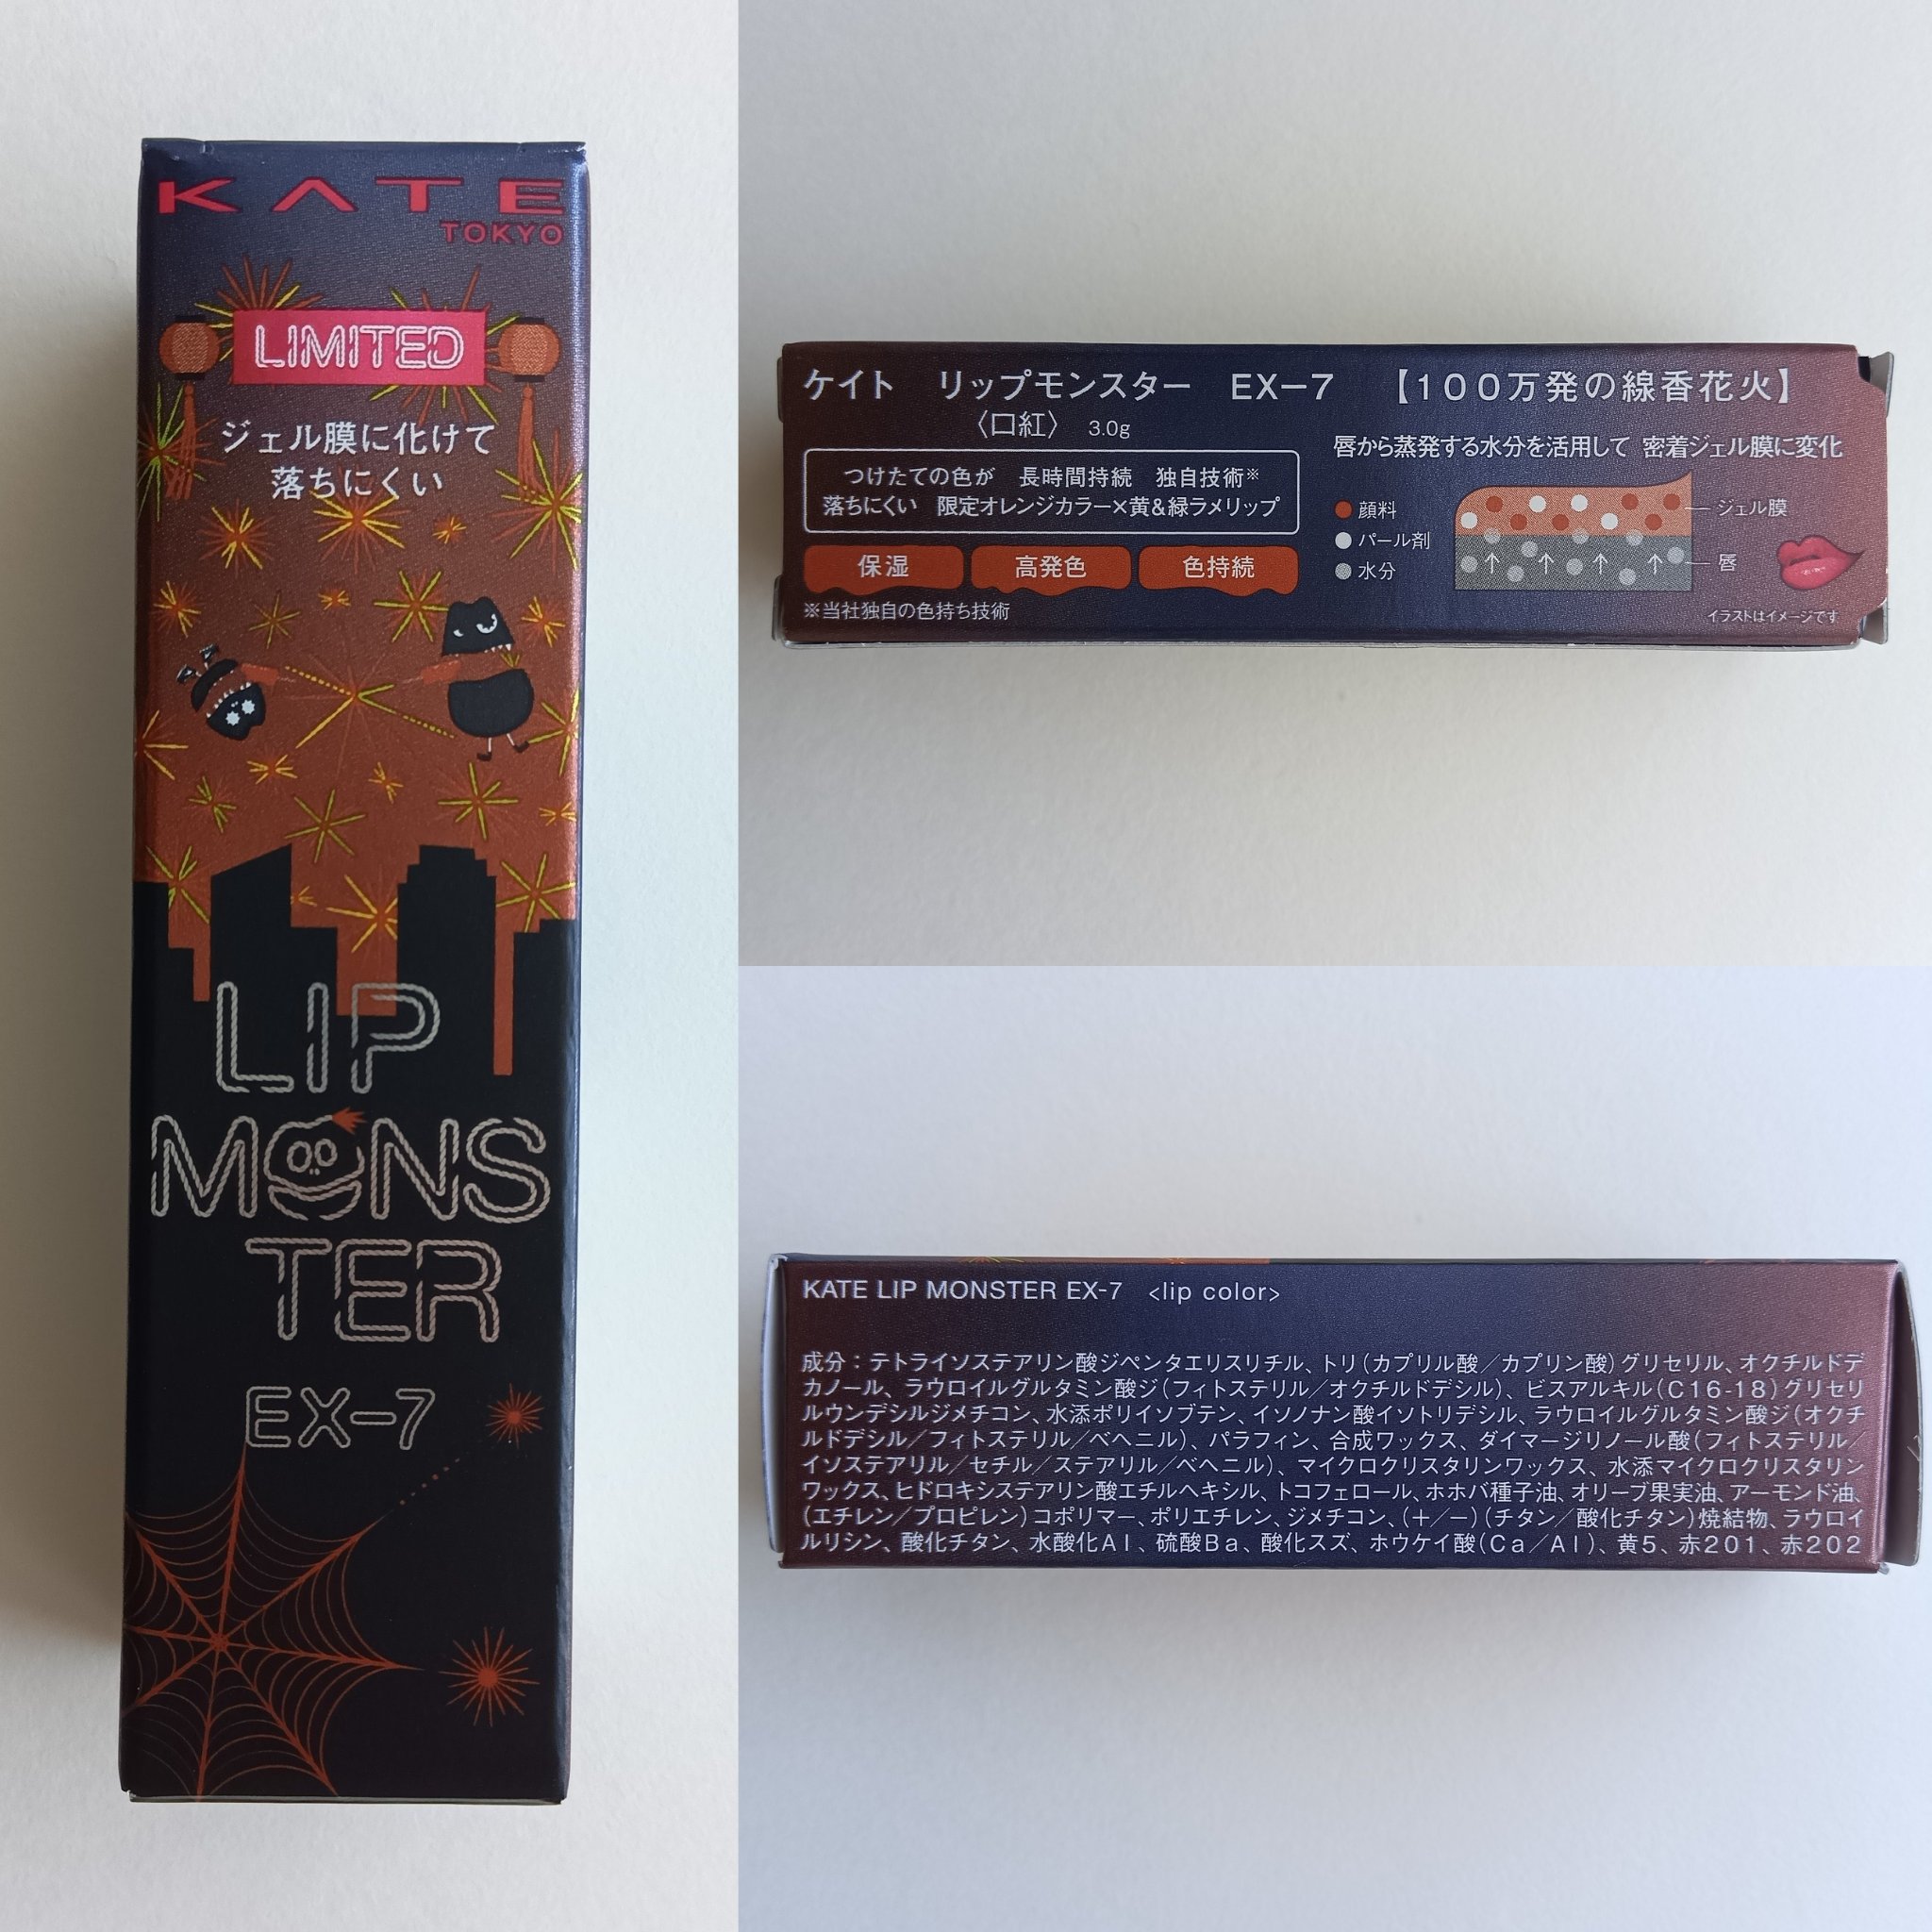 KATE
TOKYO
LIMITED
ジェル膜に化けて
落ちにくい
LIP
MONS
TER
EX-7
ケイト リップモンスター EX-7 【100万発の線香花火】
〈口紅〉 3.0g
つけたての色が 長時間持続 独自技術※
落ちにくい 限定オレンジカラー×黄&緑ラメリップ
保湿 高発色 色持続
※当社独自の色持ち技術
唇から蒸発する水分を活用して 密着ジェル膜に変化
顔料
パール剤
水分
ジェル膜
唇
イラストはイメージです
KATE LIP MONSTER EX-7 <lip color>
成分：テトライソステアリン酸ジペンタエリスリチル、トリ（カプリル酸／カプリン酸）グリセリル、オクチルドデ
カノール、ラウロイルグルタミン酸ジ（フィトステリル／オクチルドデシル）、ビスアルキル（C16-18）グリセリ
ルウンデシルジメチコン、水添ポリイソブテン、イソノナン酸イソトリデシル、ラウロイルグルタミン酸ジ（オクチ
ルドデシル／フィトステリル／ベヘニル）、パラフィン、合成ワックス、ダイマージリノール酸（フィトステリル／
イソステアリル／セチル／ステアリル／ベヘニル）、マイクロクリスタリンワックス、水添マイクロクリスタリン
ワックス、ヒドロキシステアリン酸エチルヘキシル、トコフェロール、ホホバ種子油、オリーブ果実油、アーモンド油、
（エチレン／プロピレン）コポリマー、ポリエチレン、ジメチコン、（＋／－）（チタン／酸化チタン）焼結物、ラウロイ
ルリシン、酸化チタン、水酸化Al、硫酸Ba、酸化スズ、ホウケイ酸（Ca／Al）、黄5、赤201、赤202